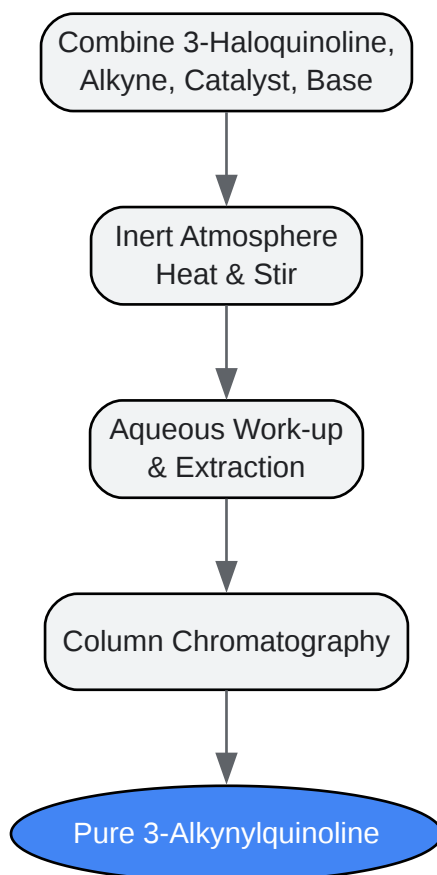 Combine 3-Haloquinoline,
Alkyne, Catalyst, Base
Inert Atmosphere
Heat & Stir
Aqueous Work-up
& Extraction
Column Chromatography
Pure 3-Alkynylquinoline